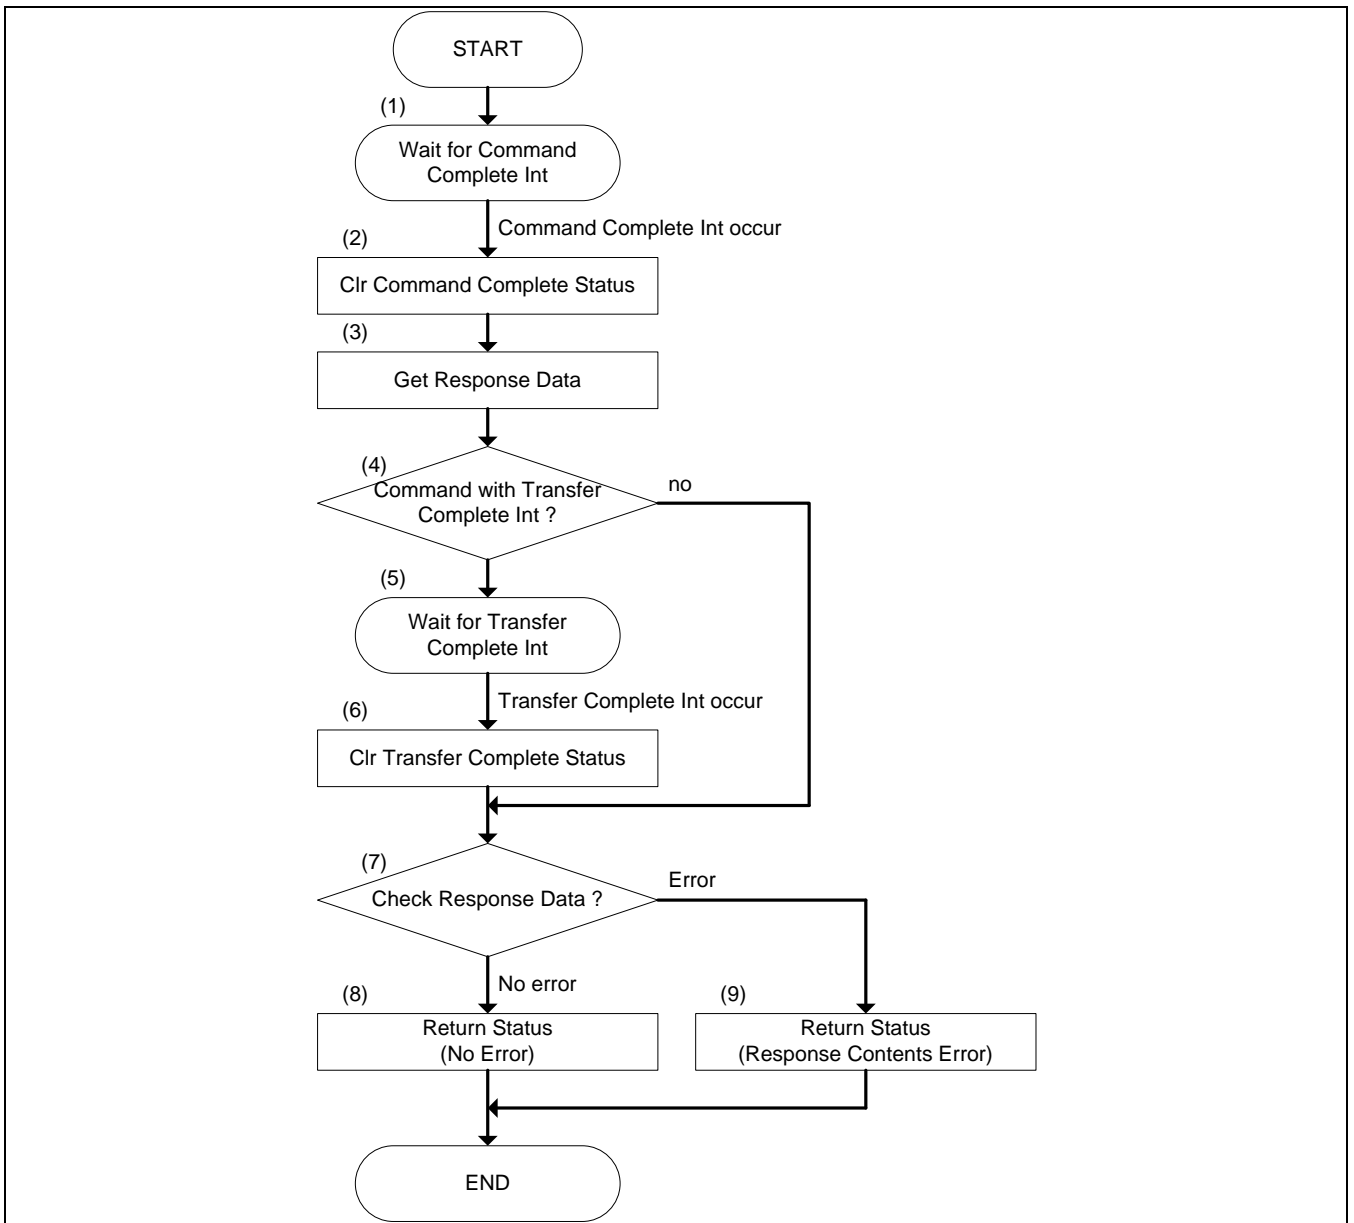 START
(1)
Wait for Command
Complete Int
Command Complete Int occur
(2)
Clr Command Complete Status
(3)
Get Response Data
(4)
Command with Transfer
Complete Int ?
no
(5)
Wait for Transfer
Complete Int
Transfer Complete Int occur
(6)
Clr Transfer Complete Status
(7)
Check Response Data ?
Error
No error
(8)
Return Status
(No Error)
(9)
Return Status
(Response Contents Error)
END